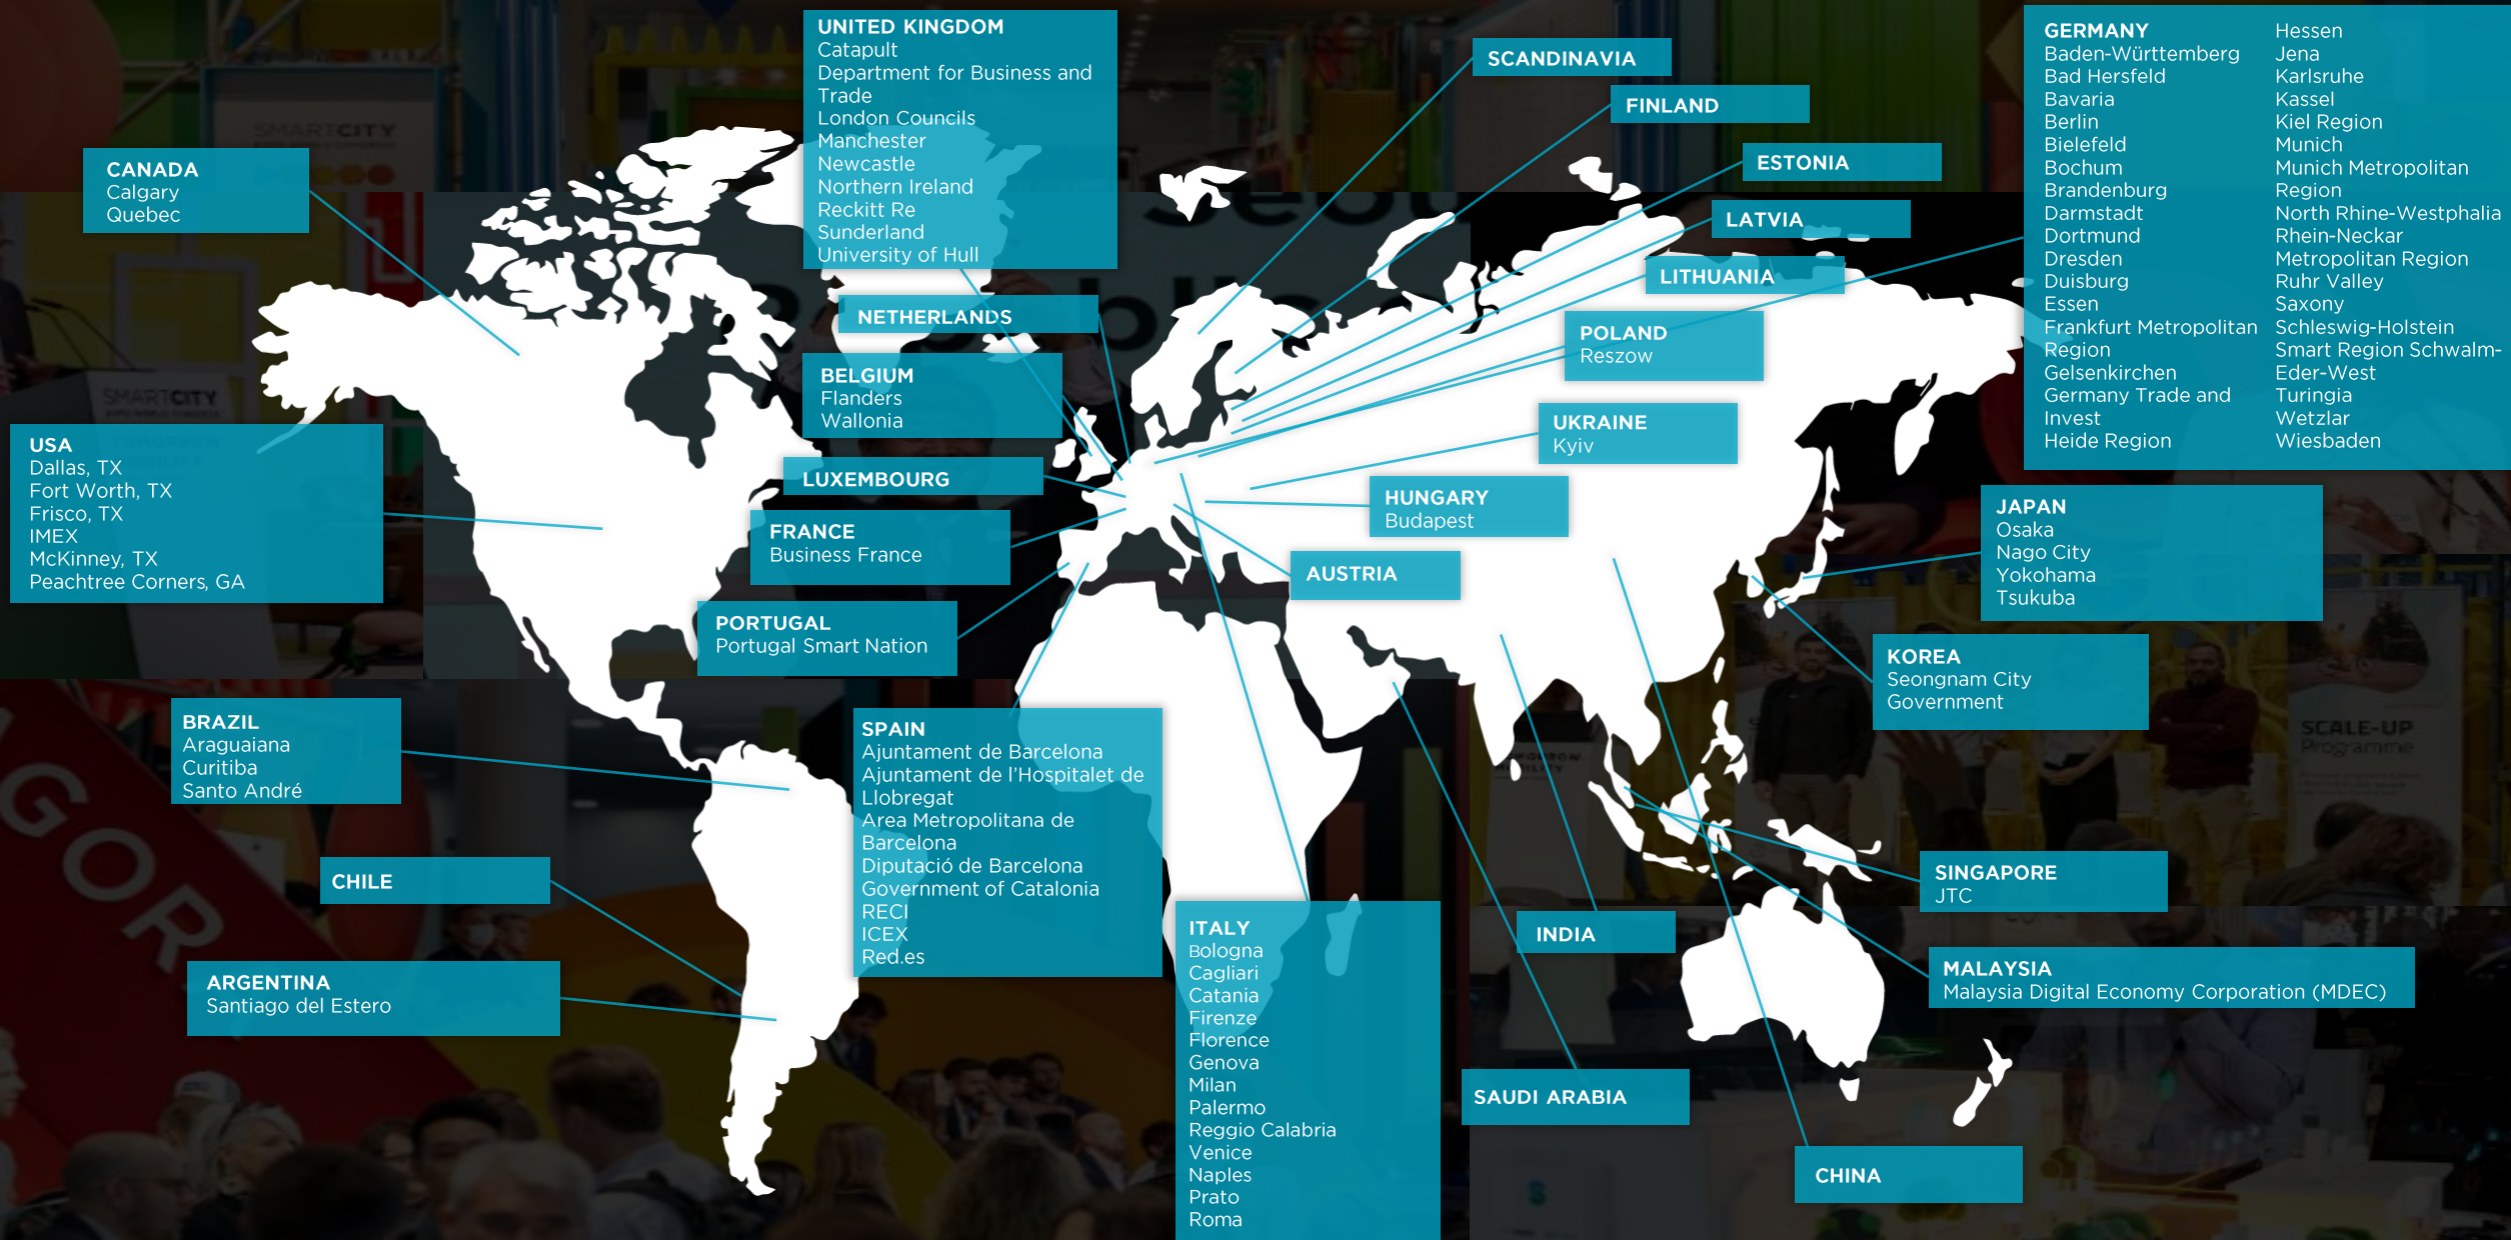 UNITED KINGDOM
Catapult
Department for Business and
Trade
London Councils
Manchester
Newcastle
Northern Ireland
Reckitt Re
Sunderland
University of Hull
SCANDINAVIA
FINLAND
ESTONIA
LATVIA
LITHUANIA
POLAND
Reszow
UKRAINE
Kyiv
HUNGARY
Budapest
AUSTRIA
GERMANY
Baden-Württemberg
Bad Hersfeld
Bavaria
Berlin
Bielefeld
Bochum
Brandenburg
Darmstadt
Dortmund
Dresden
Duisburg
Essen
Frankfurt Metropolitan
Region
Gelsenkirchen
Germany Trade and
Invest
Heide Region
Hessen
Jena
Karlsruhe
Kassel
Kiel Region
Munich
Munich Metropolitan
Region
North Rhine-Westphalia
Rhein-Neckar
Metropolitan Region
Ruhr Valley
Saxony
Schleswig-Holstein
Smart Region Schwalm-
Eder-West
Turingia
Wetzlar
Wiesbaden
CANADA
Calgary
Quebec
NETHERLANDS
BELGIUM
Flanders
Wallonia
LUXEMBOURG
FRANCE
Business France
PORTUGAL
Portugal Smart Nation
USA
Dallas, TX
Fort Worth, TX
Frisco, TX
IMEX
McKinney, TX
Peachtree Corners, GA
JAPAN
Osaka
Nago City
Yokohama
Tsukuba
KOREA
Seongnam City
Government
BRAZIL
Araguaiana
Curitiba
Santo André
CHILE
ARGENTINA
Santiago del Estero
SPAIN
Ajuntament de Barcelona
Ajuntament de l'Hospitalet de
Llobregat
Area Metropolitana de
Barcelona
Diputació de Barcelona
Government of Catalonia
RECI
ICEX
Red.es
ITALY
Bologna
Cagliari
Catania
Firenze
Florence
Genova
Milan
Palermo
Reggio Calabria
Venice
Naples
Prato
Roma
INDIA
SAUDI ARABIA
CHINA
SINGAPORE
JTC
MALAYSIA
Malaysia Digital Economy Corporation (MDEC)
SMARTCITY
SMARTCITY
TOMORROW
MOBILITY
Seoul
SCALE-UP
Programme